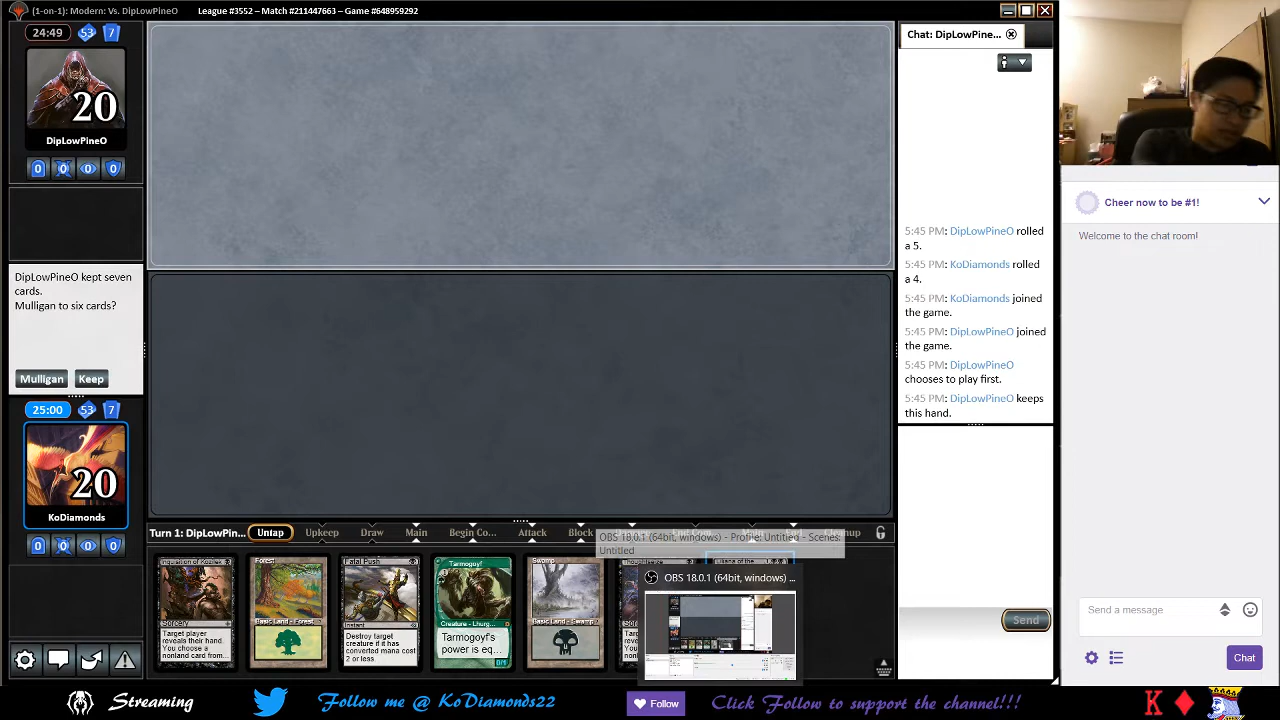 (1-on-1): Modern: Vs. DipLowPineO League #3552 – Match #211447663 – Game #648959292
24:49 53 7
20
DipLowPineO
0 0 0 0
DipLowPineO kept seven
cards.
Mulligan to six cards?
Mulligan Keep
25:00 53 7
20
KoDiamonds
0 0 0 0
Turn 1: DipLowPin... Untap Upkeep Draw Main Begin Co... Attack Block
OBS 18.0.1 (64bit, windows) - Profile: Untitled - Scenes:
Untitled
Inquisition of Kozilek
Sorcery
Target player
reveals their hand.
You choose a
nonland card from
Forest
Basic Land - Forest
Fatal Push
Instant
Destroy target
creature if it has
converted mana cost
2 or less.
Tarmogoyf
Creature - Lhurg...
Tarmogoyf's
power is eq...
Swamp
Basic Land - Swamp
OBS 18.0.1 (64bit, windows) ...
Chat: DipLowPine...
5:45 PM: DipLowPineO rolled
a 5.
5:45 PM: KoDiamonds rolled
a 4.
5:45 PM: KoDiamonds joined
the game.
5:45 PM: DipLowPineO joined
the game.
5:45 PM: DipLowPineO
chooses to play first.
5:45 PM: DipLowPineO keeps
this hand.
Send
Cheer now to be #1!
Welcome to the chat room!
Send a message
Chat
Streaming Follow me @ KoDiamonds22 Follow Click Follow to support the channel!!! K